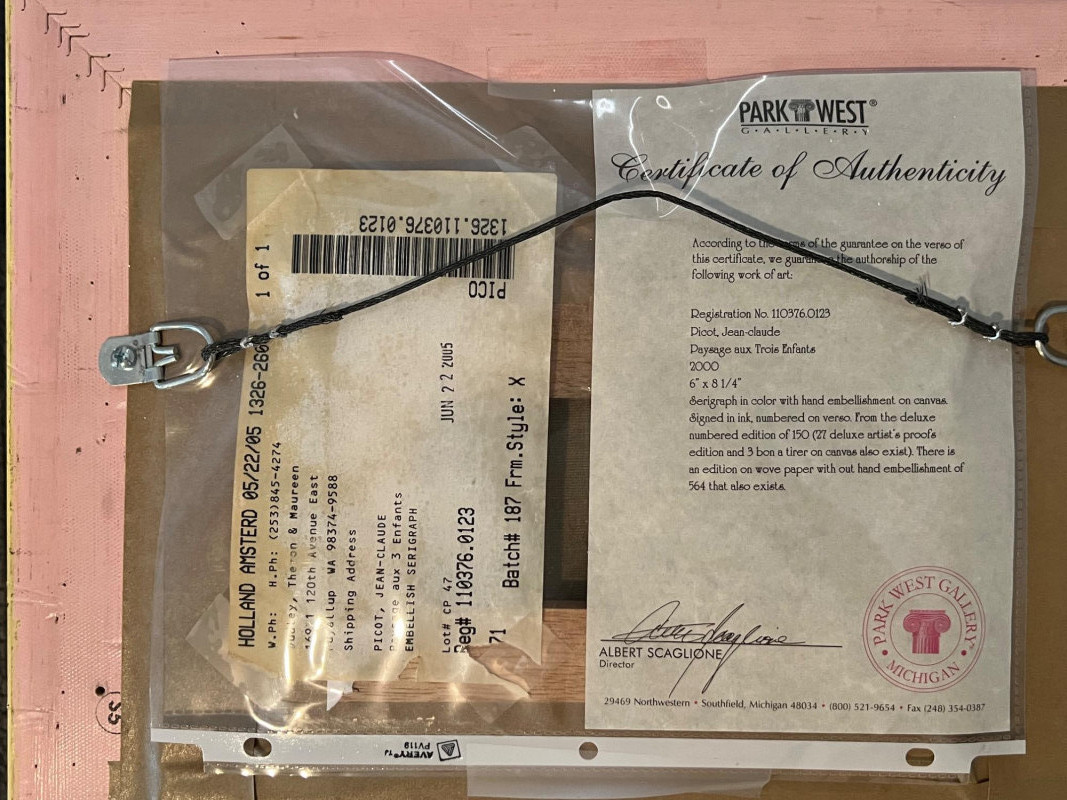 1326.110376.0123
PICO
1 of 1
HOLLAND AMSTERD 05/22/05 1326-260
W.Ph: H.Ph: (253)845-4274
& Maureen
120th Avenue East
WA 98374-9588
Shipping Address
PICOT, JEAN-CLAUDE
aux 3 Enfants
EMBELLISH SERIGRAPH
JUN 22 2005
Lot# CP 47
Reg# 110376.0123
71
Batch# 187 Frm.Style: X
PARK WEST®
G•A•L•L•E•R•Y
Certificate of Authenticity
According to the terms of the guarantee on the verso of
this certificate, we guarantee the authorship of the
following work of art:
Registration No. 110376.0123
Picot, Jean-claude
Paysage aux Trois Enfants
2000
6" x 8 1/4"
Serigraph in color with hand embellishment on canvas.
Signed in ink, numbered on verso. From the deluxe
numbered edition of 150 (27 deluxe artist's proofs
edition and 3 bon a tirer on canvas also exist). There is
an edition on wove paper with out hand embellishment of
564 that also exists.
ALBERT SCAGLIONE
Director
PARK WEST GALLERY
• MICHIGAN •
29469 Northwestern • Southfield, Michigan 48034 • (800) 521-9654 • Fax (248) 354-0387
AVERY®
PV119
35